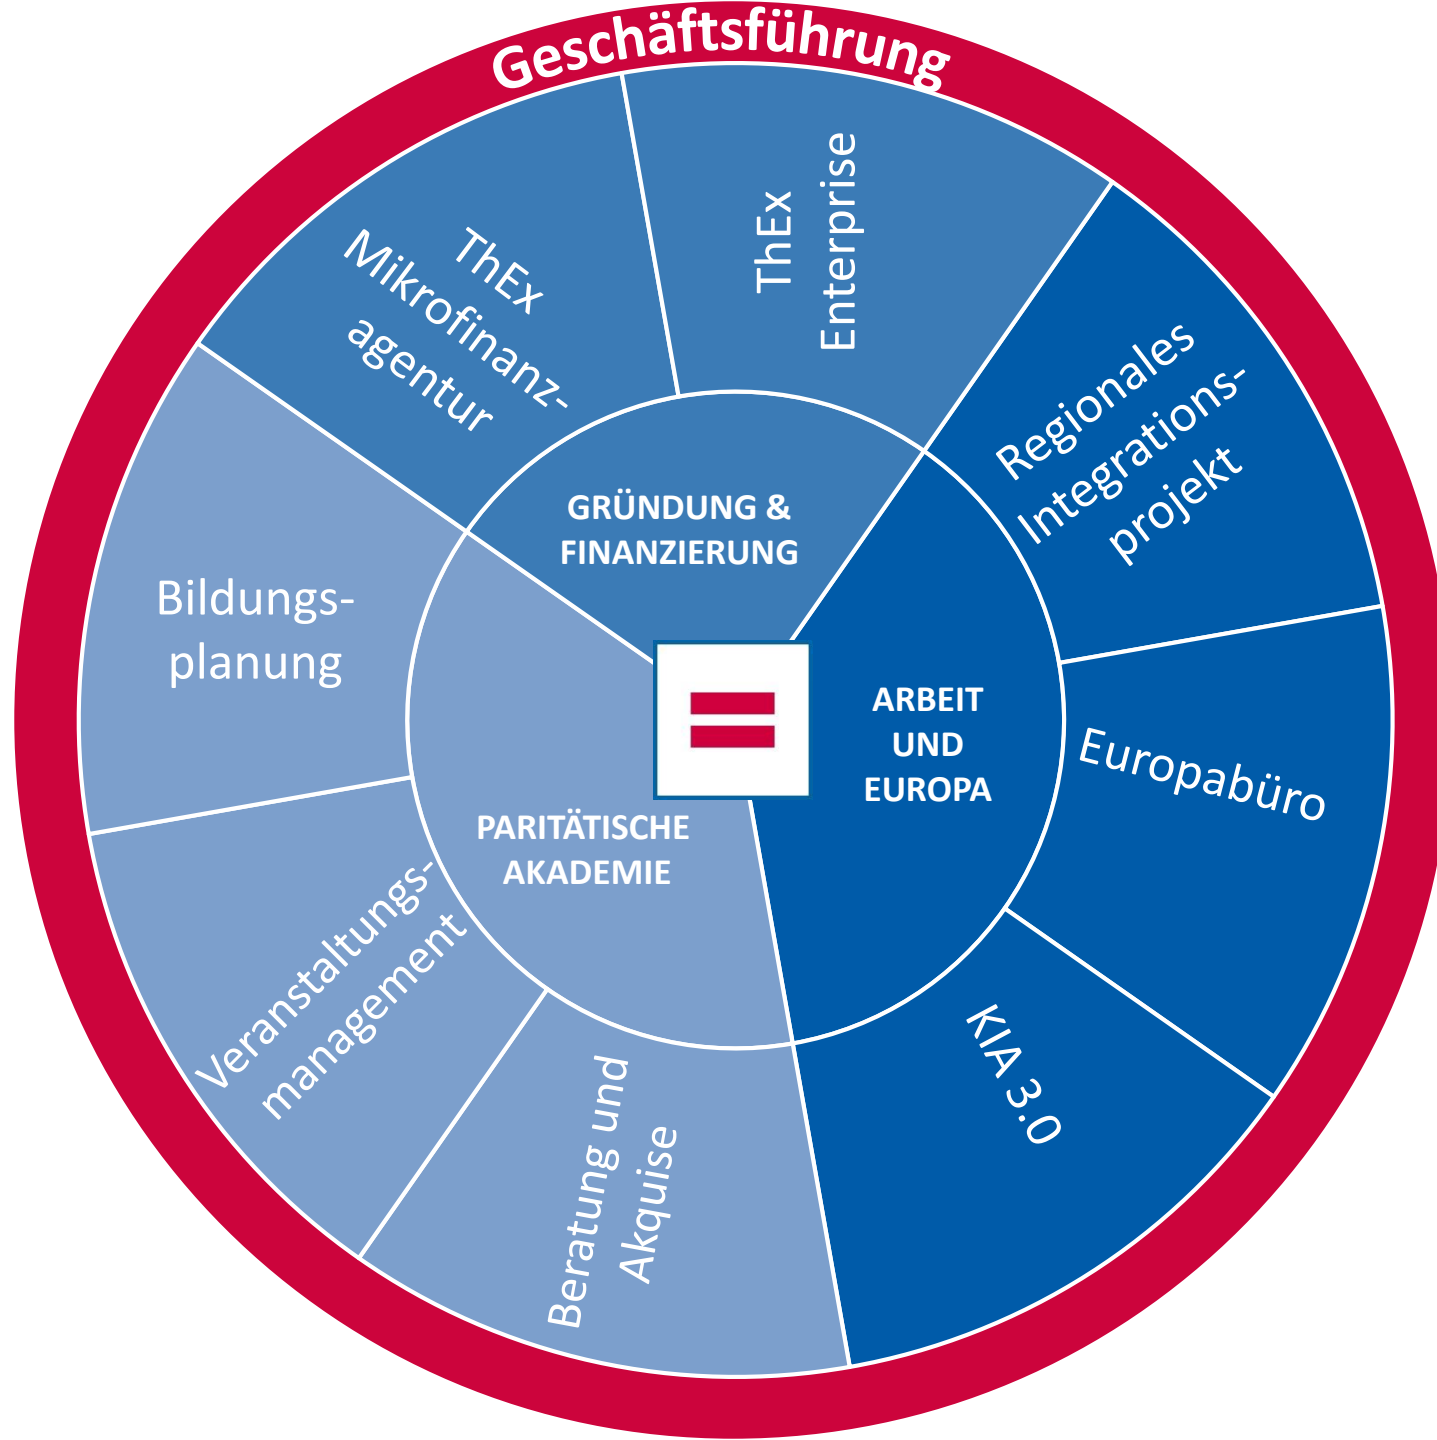 Geschäftsführung
ThEx
Mikrofinanz-
agentur
ThEx
Enterprise
Regionales
Integrations-
projekt
Europabüro
KIA 3.0
Beratung und
Akquise
Veranstaltungs-
management
Bildungs-
planung
GRÜNDUNG &
FINANZIERUNG
ARBEIT
UND
EUROPA
PARITÄTISCHE
AKADEMIE